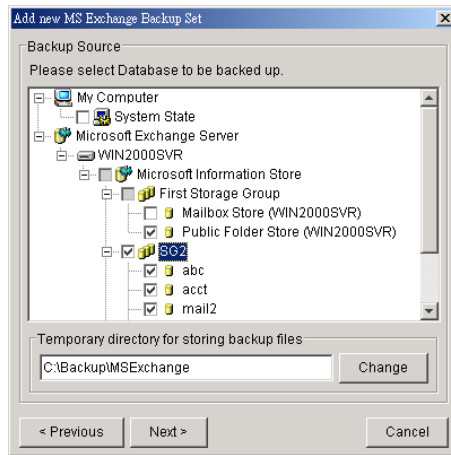 Add new MS Exchange Backup Set
Backup Source
Please select Database to be backed up.
My Computer
System State
Microsoft Exchange Server
WIN2000SVR
Microsoft Information Store
First Storage Group
Mailbox Store (WIN2000SVR)
Public Folder Store (WIN2000SVR)
SG2
abc
acct
mail2
Temporary directory for storing backup files
C:\Backup\MSExchange
Change
< Previous
Next >
Cancel